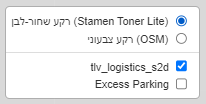 רקע שחור-לבן (Stamen Toner Lite)
רקע צבעוני (OSM)
tlv_logistics_s2d
Excess Parking